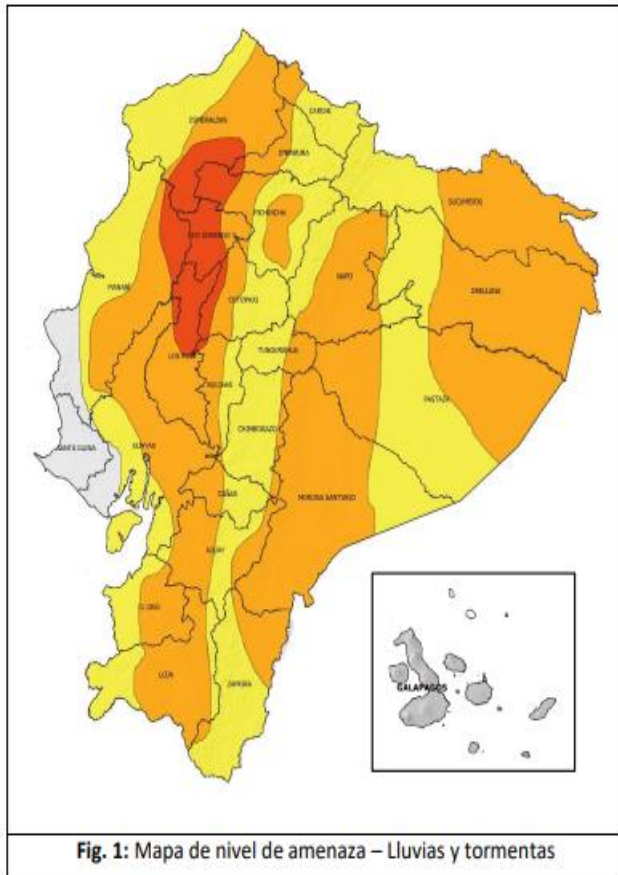 ESMERALDAS
CARCHI
IMBABURA
SUCUMBIOS
PICHINCHA
STO DOMINGO
NAPO
ORELLANA
MANABI
COTOPAXI
TUNGURAHUA
LOS RIOS
BOLIVAR
PASTAZA
CHIMBORAZO
SANTA ELENA
GUAYAS
CAÑAR
MORONA SANTIAGO
AZUAY
EL ORO
LOJA
ZAMORA
GALAPAGOS
Fig. 1: Mapa de nivel de amenaza – Lluvias y tormentas